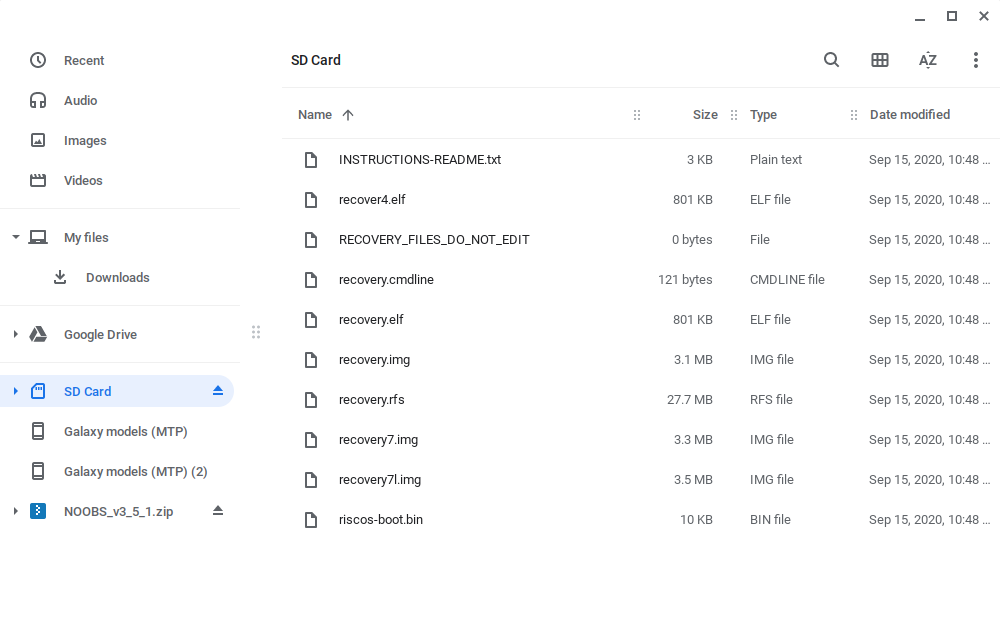 Recent
Audio
Images
Videos
My files
Downloads
Google Drive
SD Card
Galaxy models (MTP)
Galaxy models (MTP) (2)
NOOBS_v3_5_1.zip
SD Card
AZ
Name Size Type Date modified
INSTRUCTIONS-README.txt 3 KB Plain text Sep 15, 2020, 10:48 ...
recover4.elf 801 KB ELF file Sep 15, 2020, 10:48 ...
RECOVERY_FILES_DO_NOT_EDIT 0 bytes File Sep 15, 2020, 10:48 ...
recovery.cmdline 121 bytes CMDLINE file Sep 15, 2020, 10:48 ...
recovery.elf 801 KB ELF file Sep 15, 2020, 10:48 ...
recovery.img 3.1 MB IMG file Sep 15, 2020, 10:48 ...
recovery.rfs 27.7 MB RFS file Sep 15, 2020, 10:48 ...
recovery7.img 3.3 MB IMG file Sep 15, 2020, 10:48 ...
recovery7l.img 3.5 MB IMG file Sep 15, 2020, 10:48 ...
riscos-boot.bin 10 KB BIN file Sep 15, 2020, 10:48 ...